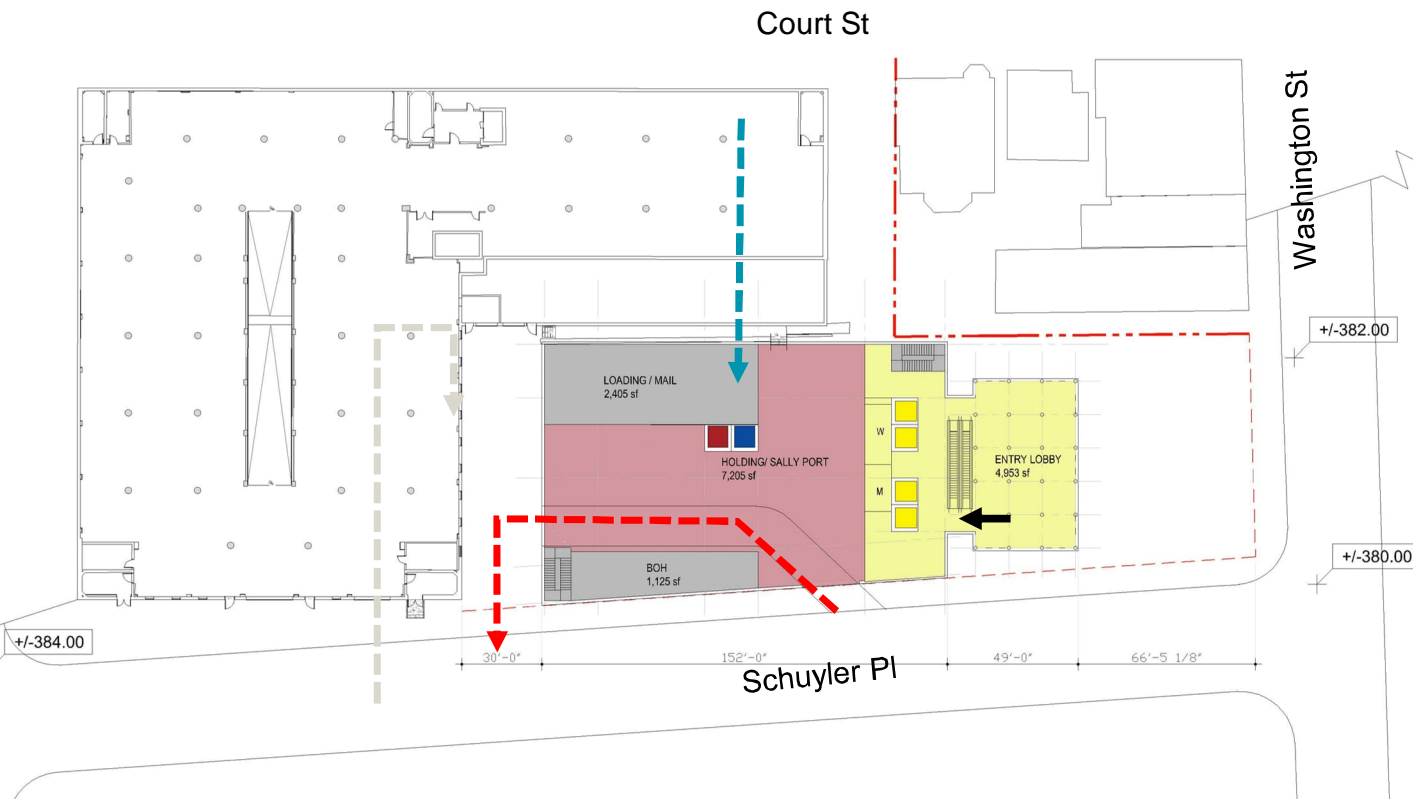 Court St
Washington St
+/-382.00
LOADING / MAIL
2,405 sf
W
HOLDING/ SALLY PORT
7,205 sf
ENTRY LOBBY
4,953 sf
M
+/-380.00
BOH
1,125 sf
+/-384.00
30'-0"
152'-0"
49'-0"
66'-5 1/8"
Schuyler Pl